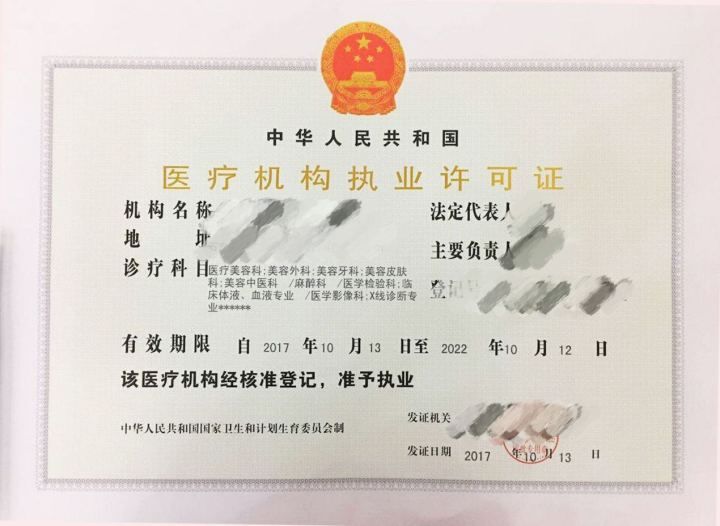 中华人民共和国
医疗机构执业许可证
机构名称
法定代表人
地 址
主要负责人
诊疗科目 医疗美容科;美容外科;美容牙科;美容皮肤
科;美容中医科 /麻醉科 /医学检验科;临
床体液、血液专业 /医学影像科;X线诊断专
业******
登记号
有效期限 自 2017 年 10 月 13 日至 2022 年 10 月 12 日
该医疗机构经核准登记，准予执业
中华人民共和国国家卫生和计划生育委员会制
发证机关
发证日期 2017 年 10 月 13 日